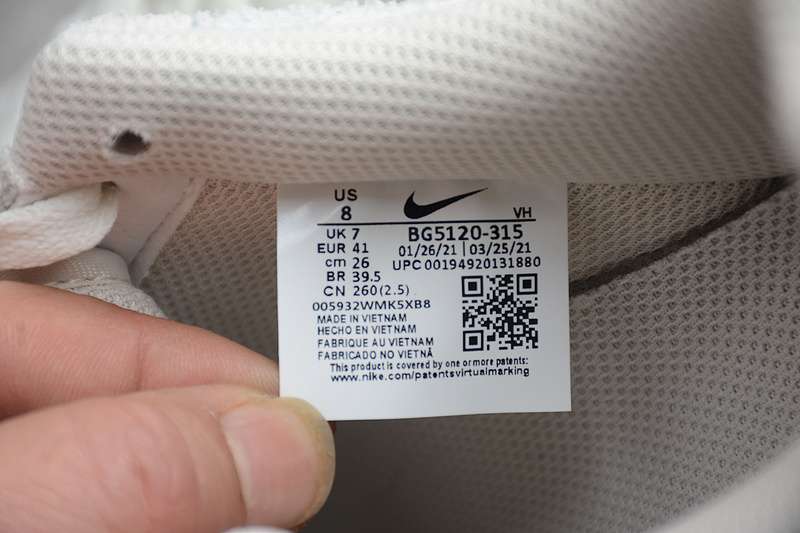 US
8
VH
UK 7
BG5120-315
EUR 41
01/26/21 | 03/25/21
cm 26
UPC 00194920131880
BR 39.5
CN 260(2.5)
005932WMK5XB8
MADE IN VIETNAM
HECHO EN VIETNAM
FABRIQUE AU VIETNAM
FABRICADO NO VIETNÃ
This product is covered by one or more patents:
www.nike.com/patentsvirtualmarking